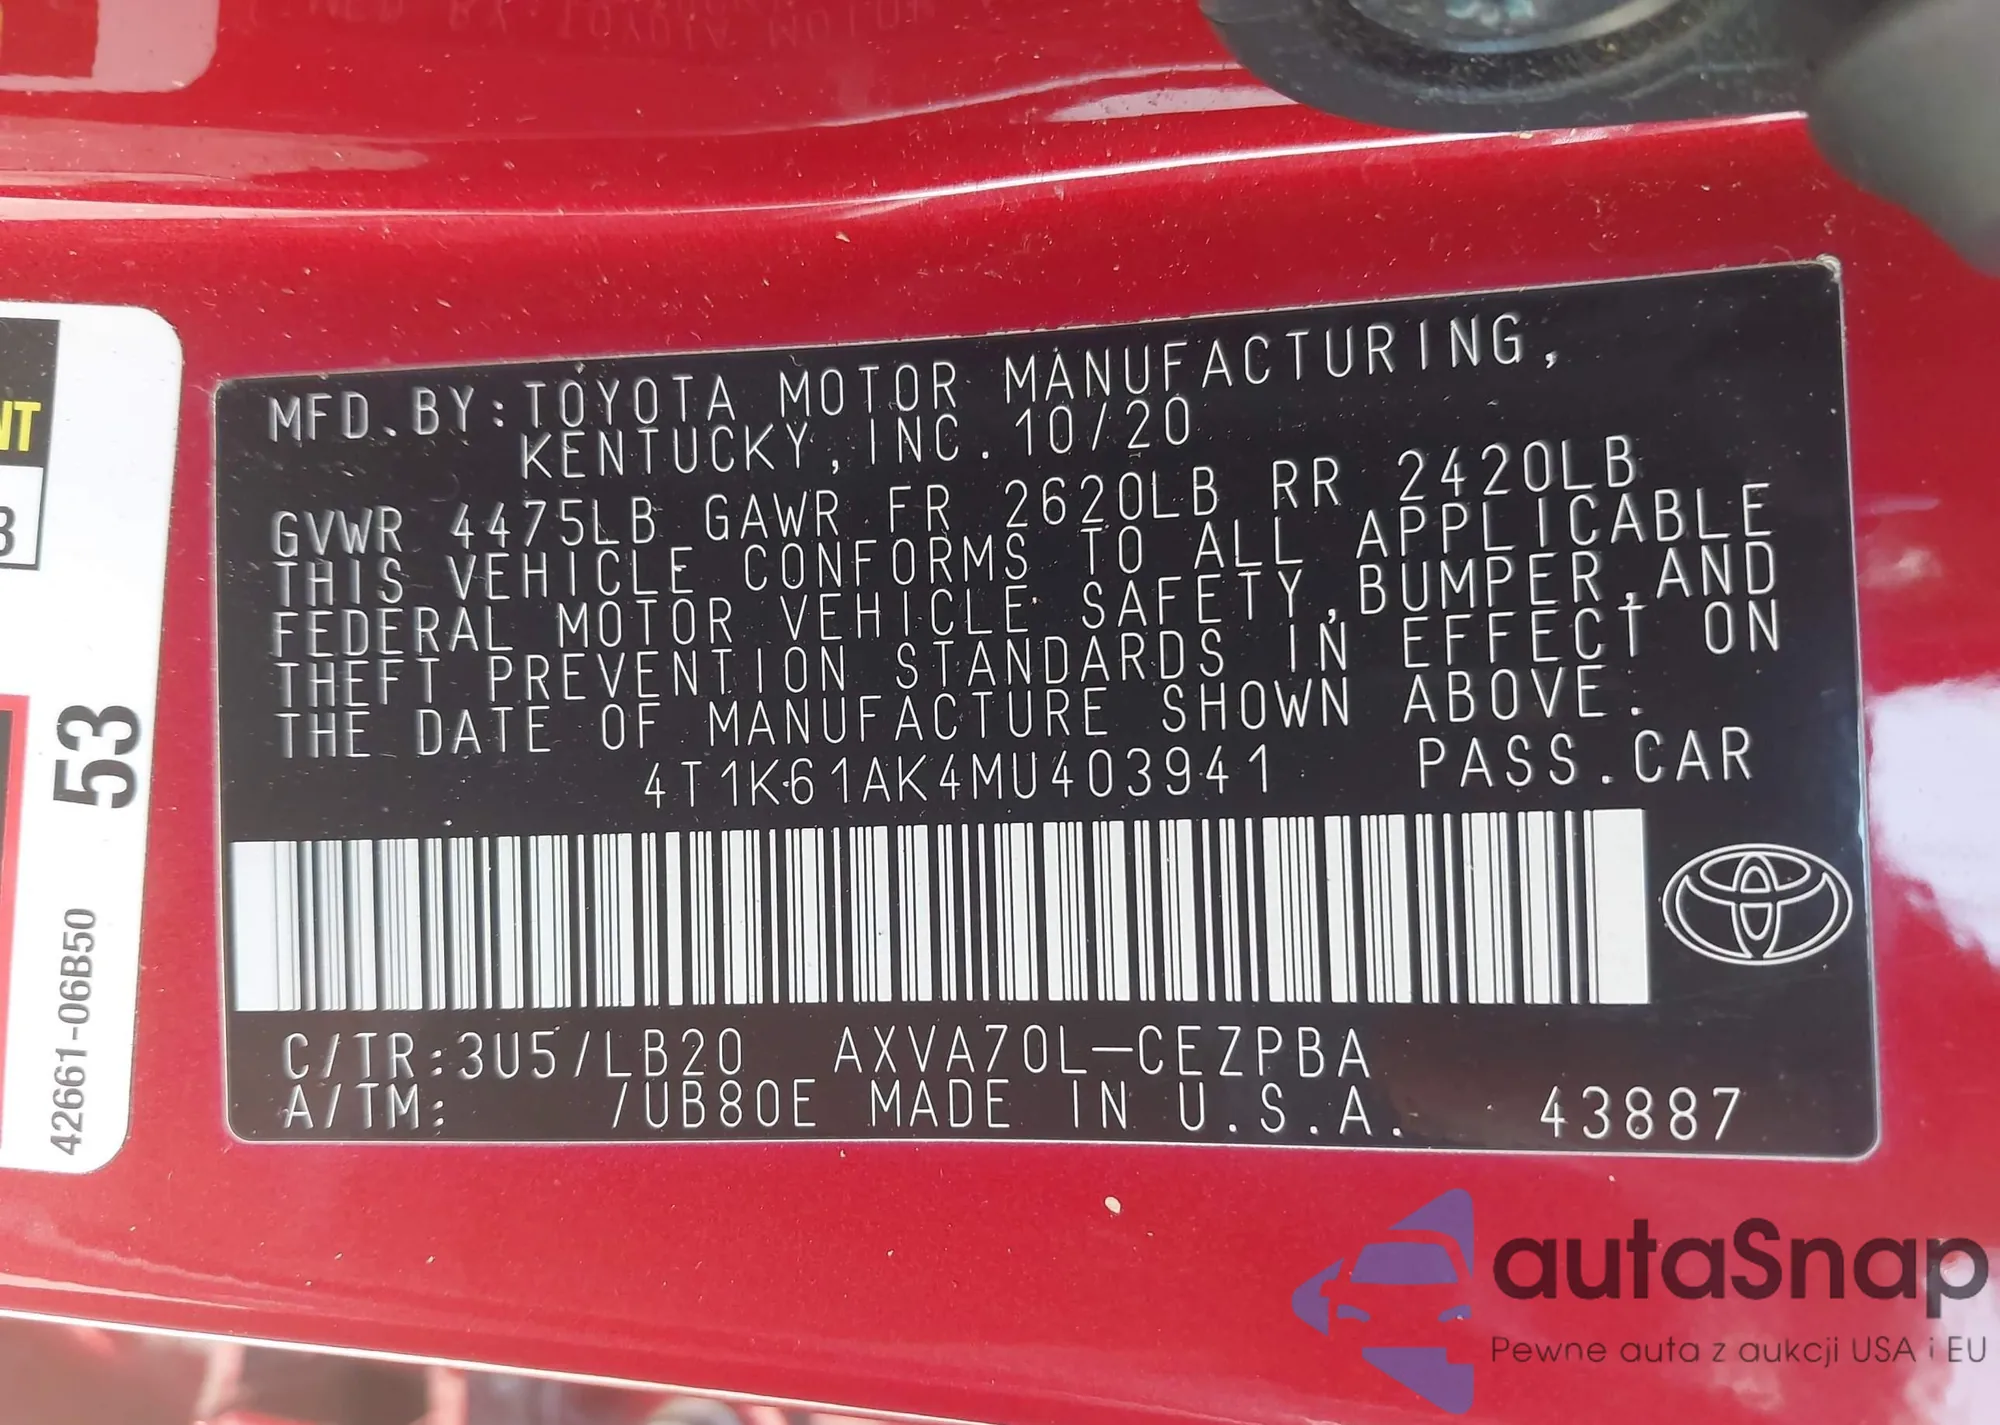 MFD.BY:TOYOTA MOTOR MANUFACTURING,
KENTUCKY,INC. 10/20
GVWR 4475LB GAWR FR 2620LB RR 2420LB
THIS VEHICLE CONFORMS TO ALL APPLICABLE
FEDERAL MOTOR VEHICLE SAFETY,BUMPER,AND
THEFT PREVENTION STANDARDS IN EFFECT ON
THE DATE OF MANUFACTURE SHOWN ABOVE.
4T1K61AK4MU403941 PASS.CAR
C/TR:3U5/LB20 AXVA70L-CEZPBA
A/TM: /UB80E MADE IN U.S.A. 43887
NT
53
42661-06B50
autaSnap
Pewne auta z aukcji USA i EU